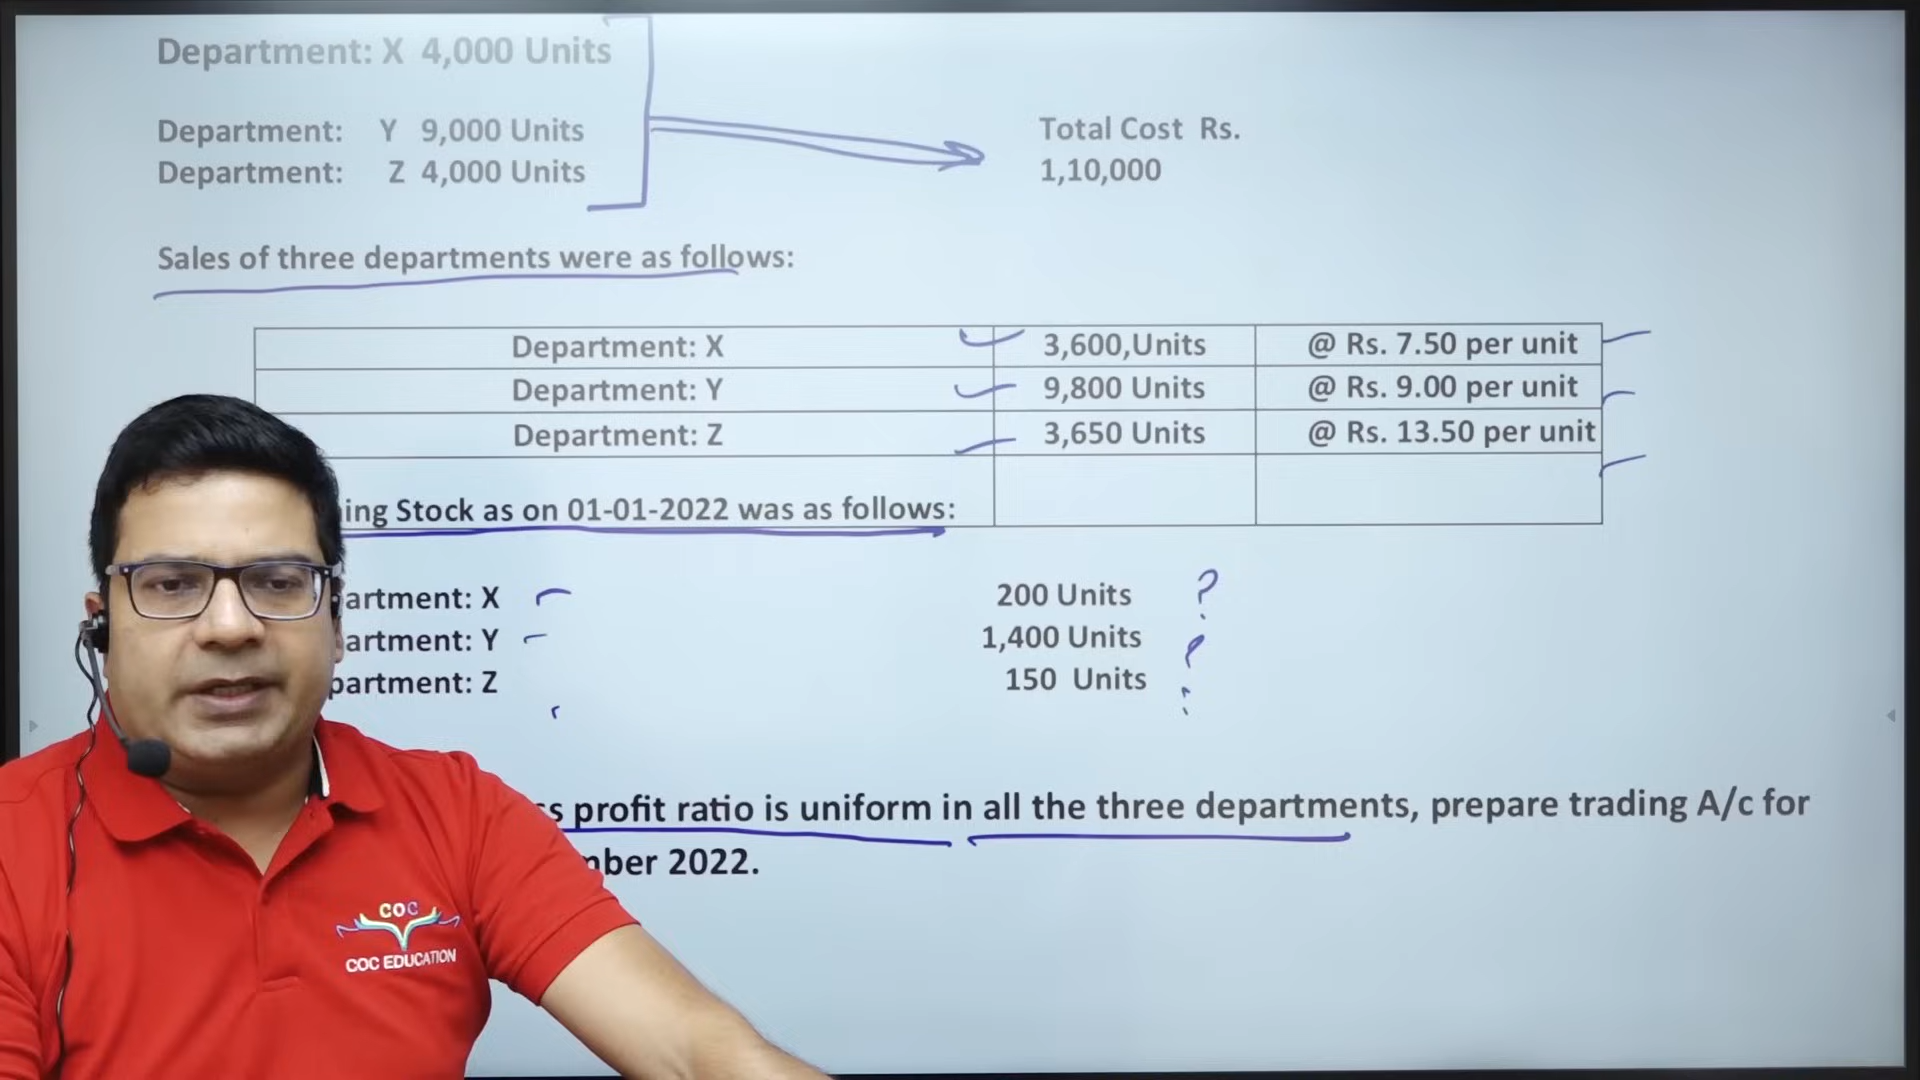 Department: X 4,000 Units
Department: Y 9,000 Units
Total Cost Rs.
Department: Z 4,000 Units
1,10,000
Sales of three departments were as follows:
Department: X 3,600,Units @ Rs. 7.50 per unit
Department: Y 9,800 Units @ Rs. 9.00 per unit
Department: Z 3,650 Units @ Rs. 13.50 per unit
ing Stock as on 01-01-2022 was as follows:
artment: X 200 Units ?
artment: Y 1,400 Units ?
partment: Z 150 Units
s profit ratio is uniform in all the three departments, prepare trading A/c for
ber 2022.
COC
COC EDUCATION